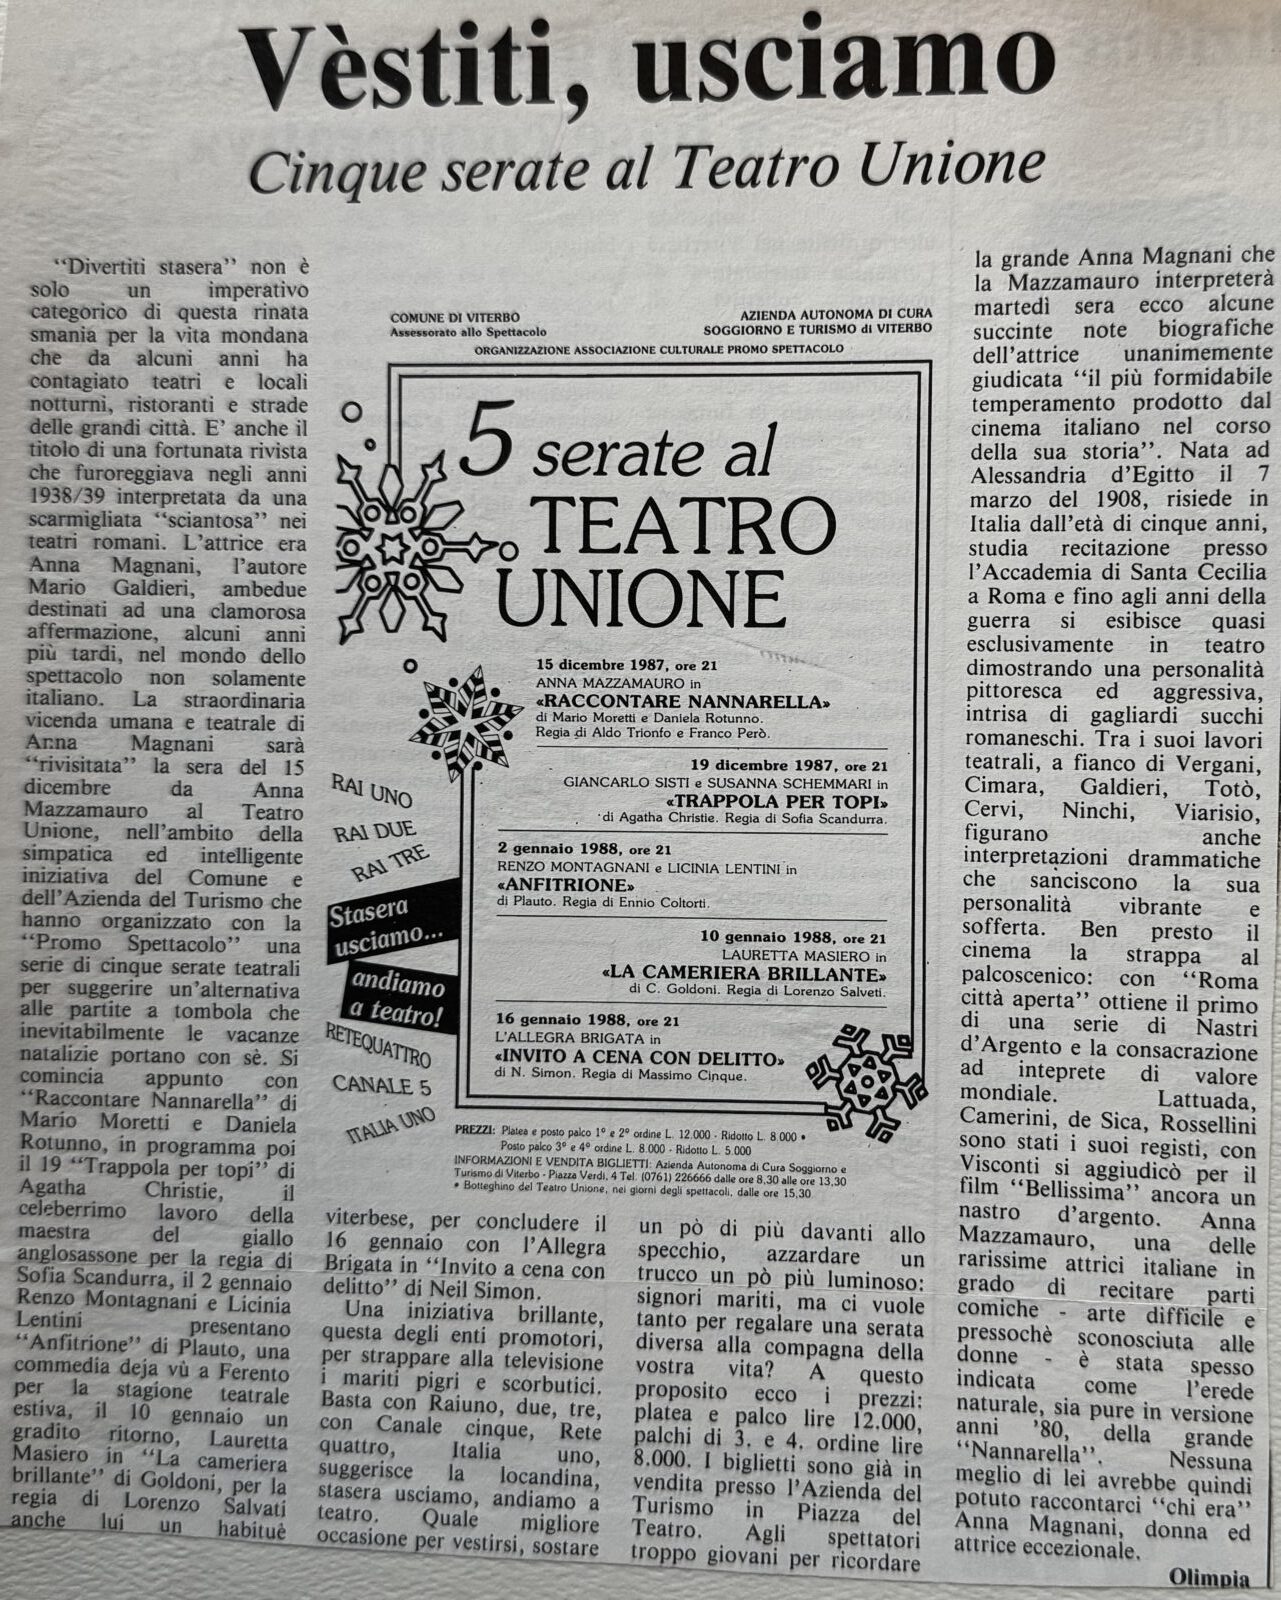 Vèstiti, usciamo
Cinque serate al Teatro Unione
“Divertiti stasera” non è
solo un imperativo
categorico di questa rinata
smania per la vita mondana
che da alcuni anni ha
contagiato teatri e locali
notturni, ristoranti e strade
delle grandi città. E’ anche il
titolo di una fortunata rivista
che furoreggiava negli anni
1938/39 interpretata da una
scarmigliata “sciantosa” nei
teatri romani. L’attrice era
Anna Magnani, l’autore
Mario Galdieri, ambedue
destinati ad una clamorosa
affermazione, alcuni anni
più tardi, nel mondo dello
spettacolo non solamente
italiano. La straordinaria
vicenda umana e teatrale di
Anna Magnani sarà
“rivisitata” la sera del 15
dicembre da Anna
Mazzamauro al Teatro
Unione, nell’ambito della
simpatica ed intelligente
iniziativa del Comune e
dell’Azienda del Turismo che
hanno organizzato con la
“Promo Spettacolo” una
serie di cinque serate teatrali
per suggerire un’alternativa
alle partite a tombola che
inevitabilmente le vacanze
natalizie portano con sè. Si
comincia appunto con
“Raccontare Nannarella” di
Mario Moretti e Daniela
Rotunno, in programma poi
il 19 “Trappola per topi” di
Agatha Christie, il
celeberrimo lavoro della
maestra del giallo
anglosassone per la regia di
Sofia Scandurra, il 2 gennaio
Renzo Montagnani e Licinia
Lentini presentano
“Anfitrione” di Plauto, una
commedia deja vù a Ferento
per la stagione teatrale
estiva, il 10 gennaio un
gradito ritorno, Lauretta
Masiero in “La cameriera
brillante” di Goldoni, per la
regia di Lorenzo Salvati
anche lui un habituè
COMUNE DI VITERBO
Assessorato allo Spettacolo
AZIENDA AUTONOMA DI CURA
SOGGIORNO E TURISMO di VITERBO
ORGANIZZAZIONE ASSOCIAZIONE CULTURALE PROMO SPETTACOLO
5 serate al
TEATRO
UNIONE
15 dicembre 1987, ore 21
ANNA MAZZAMAURO in
«RACCONTARE NANNARELLA»
di Mario Moretti e Daniela Rotunno.
Regia di Aldo Trionfo e Franco Però.
19 dicembre 1987, ore 21
GIANCARLO SISTI e SUSANNA SCHEMMARI in
«TRAPPOLA PER TOPI»
di Agatha Christie. Regia di Sofia Scandurra.
2 gennaio 1988, ore 21
RENZO MONTAGNANI e LICINIA LENTINI in
«ANFITRIONE»
di Plauto. Regia di Ennio Coltorti.
10 gennaio 1988, ore 21
LAURETTA MASIERO in
«LA CAMERIERA BRILLANTE»
di C. Goldoni. Regia di Lorenzo Salveti.
16 gennaio 1988, ore 21
L'ALLEGRA BRIGATA in
«INVITO A CENA CON DELITTO»
di N. Simon. Regia di Massimo Cinque.
RAI UNO
RAI DUE
RAI TRE
Stasera
usciamo...
andiamo
a teatro!
RETEQUATTRO
CANALE 5
ITALIA UNO
PREZZI: Platea e posto palco 1° e 2° ordine L. 12.000 - Ridotto L. 8.000 •
Posto palco 3° e 4° ordine L. 8.000 - Ridotto L. 5.000
INFORMAZIONI E VENDITA BIGLIETTI: Azienda Autonoma di Cura Soggiorno e
Turismo di Viterbo - Piazza Verdi, 4 Tel. (0761) 226666 dalle ore 8,30 alle ore 13,30
• Botteghino del Teatro Unione, nei giorni degli spettacoli, dalle ore 15,30
viterbese, per concludere il
16 gennaio con l’Allegra
Brigata in “Invito a cena con
delitto” di Neil Simon.
Una iniziativa brillante,
questa degli enti promotori,
per strappare alla televisione
i mariti pigri e scorbutici.
Basta con Raiuno, due, tre,
con Canale cinque, Rete
quattro, Italia uno,
suggerisce la locandina,
stasera usciamo, andiamo a
teatro. Quale migliore
occasione per vestirsi, sostare
un pò di più davanti allo
specchio, azzardare un
trucco un pò più luminoso:
signori mariti, ma ci vuole
tanto per regalare una serata
diversa alla compagna della
vostra vita? A questo
proposito ecco i prezzi:
platea e palco lire 12.000,
palchi di 3. e 4. ordine lire
8.000. I biglietti sono già in
vendita presso l’Azienda del
Turismo in Piazza del
Teatro. Agli spettatori
troppo giovani per ricordare
la grande Anna Magnani che
la Mazzamauro interpreterà
martedì sera ecco alcune
succinte note biografiche
dell’attrice unanimemente
giudicata “il più formidabile
temperamento prodotto dal
cinema italiano nel corso
della sua storia”. Nata ad
Alessandria d’Egitto il 7
marzo del 1908, risiede in
Italia dall’età di cinque anni,
studia recitazione presso
l’Accademia di Santa Cecilia
a Roma e fino agli anni della
guerra si esibisce quasi
esclusivamente in teatro
dimostrando una personalità
pittoresca ed aggressiva,
intrisa di gagliardi succhi
romaneschi. Tra i suoi lavori
teatrali, a fianco di Vergani,
Cimara, Galdieri, Totò,
Cervi, Ninchi, Viarisio,
figurano anche
interpretazioni drammatiche
che sanciscono la sua
personalità vibrante e
sofferta. Ben presto il
cinema la strappa al
palcoscenico: con “Roma
città aperta” ottiene il primo
di una serie di Nastri
d’Argento e la consacrazione
ad inteprete di valore
mondiale. Lattuada,
Camerini, de Sica, Rossellini
sono stati i suoi registi, con
Visconti si aggiudicò per il
film “Bellissima” ancora un
nastro d’argento. Anna
Mazzamauro, una delle
rarissime attrici italiane in
grado di recitare parti
comiche - arte difficile e
pressochè sconosciuta alle
donne - è stata spesso
indicata come l’erede
naturale, sia pure in versione
anni ’80, della grande
“Nannarella”. Nessuna
meglio di lei avrebbe quindi
potuto raccontarci “chi era”
Anna Magnani, donna ed
attrice eccezionale.
Olimpia